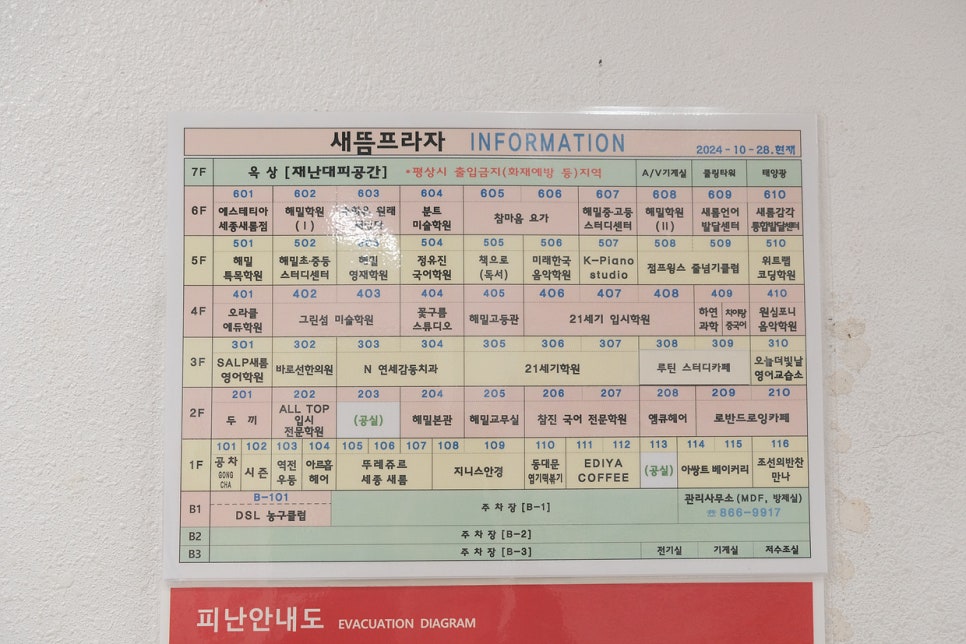 새뜸프라자 INFORMATION 2024-10-28.현재
7F 옥 상 [재난대피공간] *평상시 출입금지(화재예방 등)지역 A/V기계실 쿨링타워 태양광
601 602 603 604 605 606 607 608 609 610
6F 에스테티아 해밀학원 원래 분트 참마음 요가 해밀중·고등 해밀학원 새롬언어 새롬감각
세종새롬점 (I) 미술학원 스터디센터 (II) 발달센터 통합발달센터
501 502 503 504 505 506 507 508 509 510
5F 해밀 해밀초·중등 해밀 정유진 책으로 미래한국 K-Piano 점프윙스 줄넘기클럽 위트램
특목학원 스터디센터 영재학원 국어학원 (독서) 음악학원 studio 코딩학원
401 402 403 404 405 406 407 408 409 410
4F 오라클 그린섬 미술학원 꽃구름 해밀고등관 21세기 입시학원 하연 차이랑 원심포니
에듀학원 스튜디오 과학 중국어 음악학원
301 302 303 304 305 306 307 308 309 310
3F SALP새롬 바로선한의원 N 연세감동치과 21세기학원 루틴 스터디카페 오늘더빛날
영어학원 영어교습소
201 202 203 204 205 206 207 208 209 210
2F 두 끼 ALL TOP (공실) 해밀본관 해밀교무실 참진 국어 전문학원 엠큐헤어 로반드로잉카페
입시
전문학원
101 102 103 104 105 106 107 108 109 110 111 112 113 114 115 116
1F 공차 시즌 역전 아르홈 뚜레쥬르 지니스안경 동대문 EDIYA (공실) 아쌍트 베이커리 조선의반찬
GONG 우동 헤어 세종 새롬 엽기떡볶기 COFFEE 만나
CHA
B-101
B1 DSL 농구클럽 주 차 장 [B-1] 관리사무소 (MDF, 방재실)
☎ 866-9917
B2 주 차 장 [B-2]
B3 주 차 장 [B-3] 전기실 기계실 저수조실
피난안내도 EVACUATION DIAGRAM